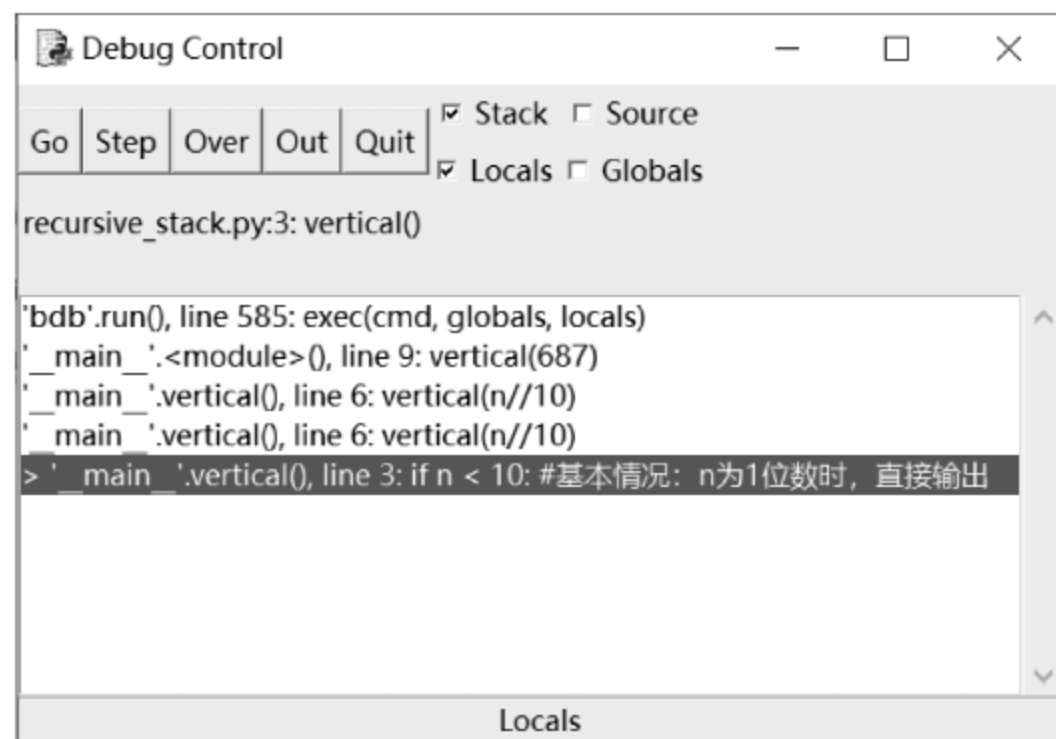 Debug Control
Go Step Over Out Quit
Stack Source
Locals Globals
recursive_stack.py:3: vertical()
'bdb'.run(), line 585: exec(cmd, globals, locals)
'__main__'.<module>(), line 9: vertical(687)
'__main__'.vertical(), line 6: vertical(n//10)
'__main__'.vertical(), line 6: vertical(n//10)
> '__main__'.vertical(), line 3: if n < 10: #基本情况：n为1位数时，直接输出
Locals